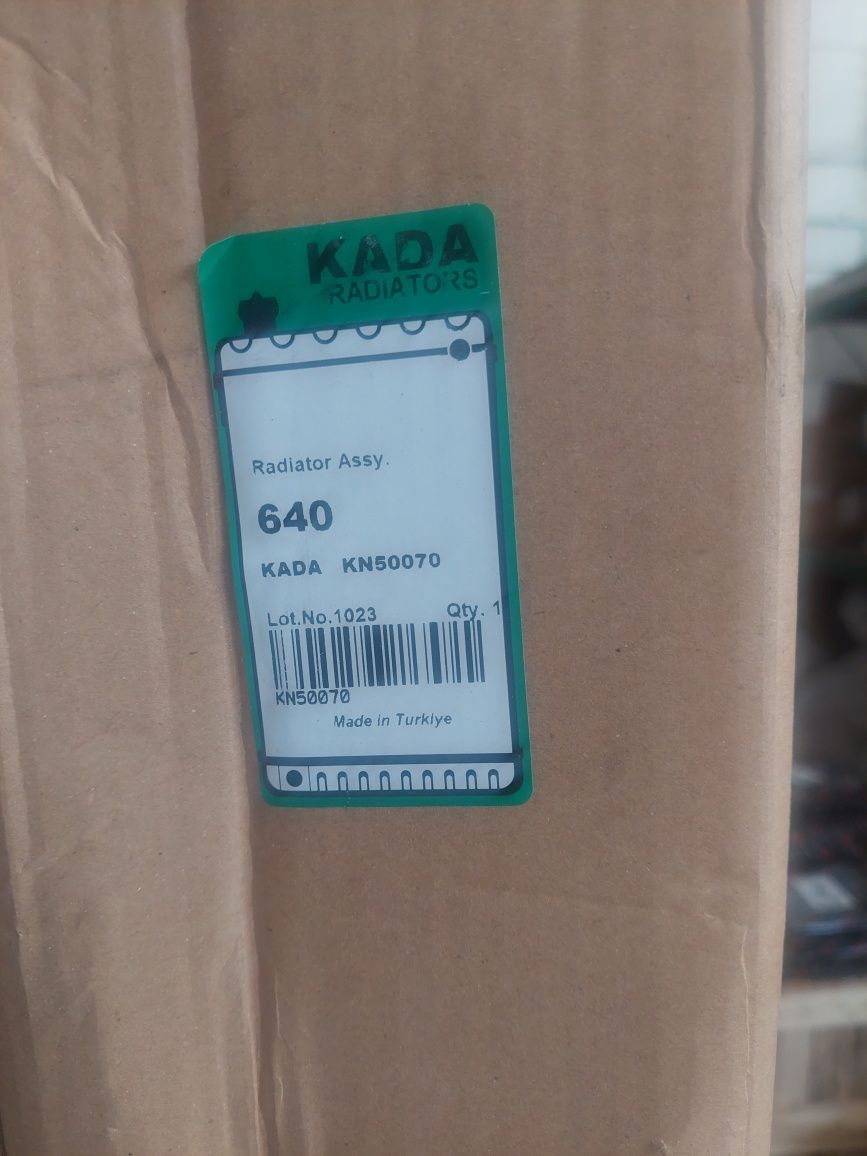 KADA
RADIATORS
Radiator Assy.
640
KADA KN50070
Lot.No.1023 Qty. 1
KN50070
Made in Turkiye